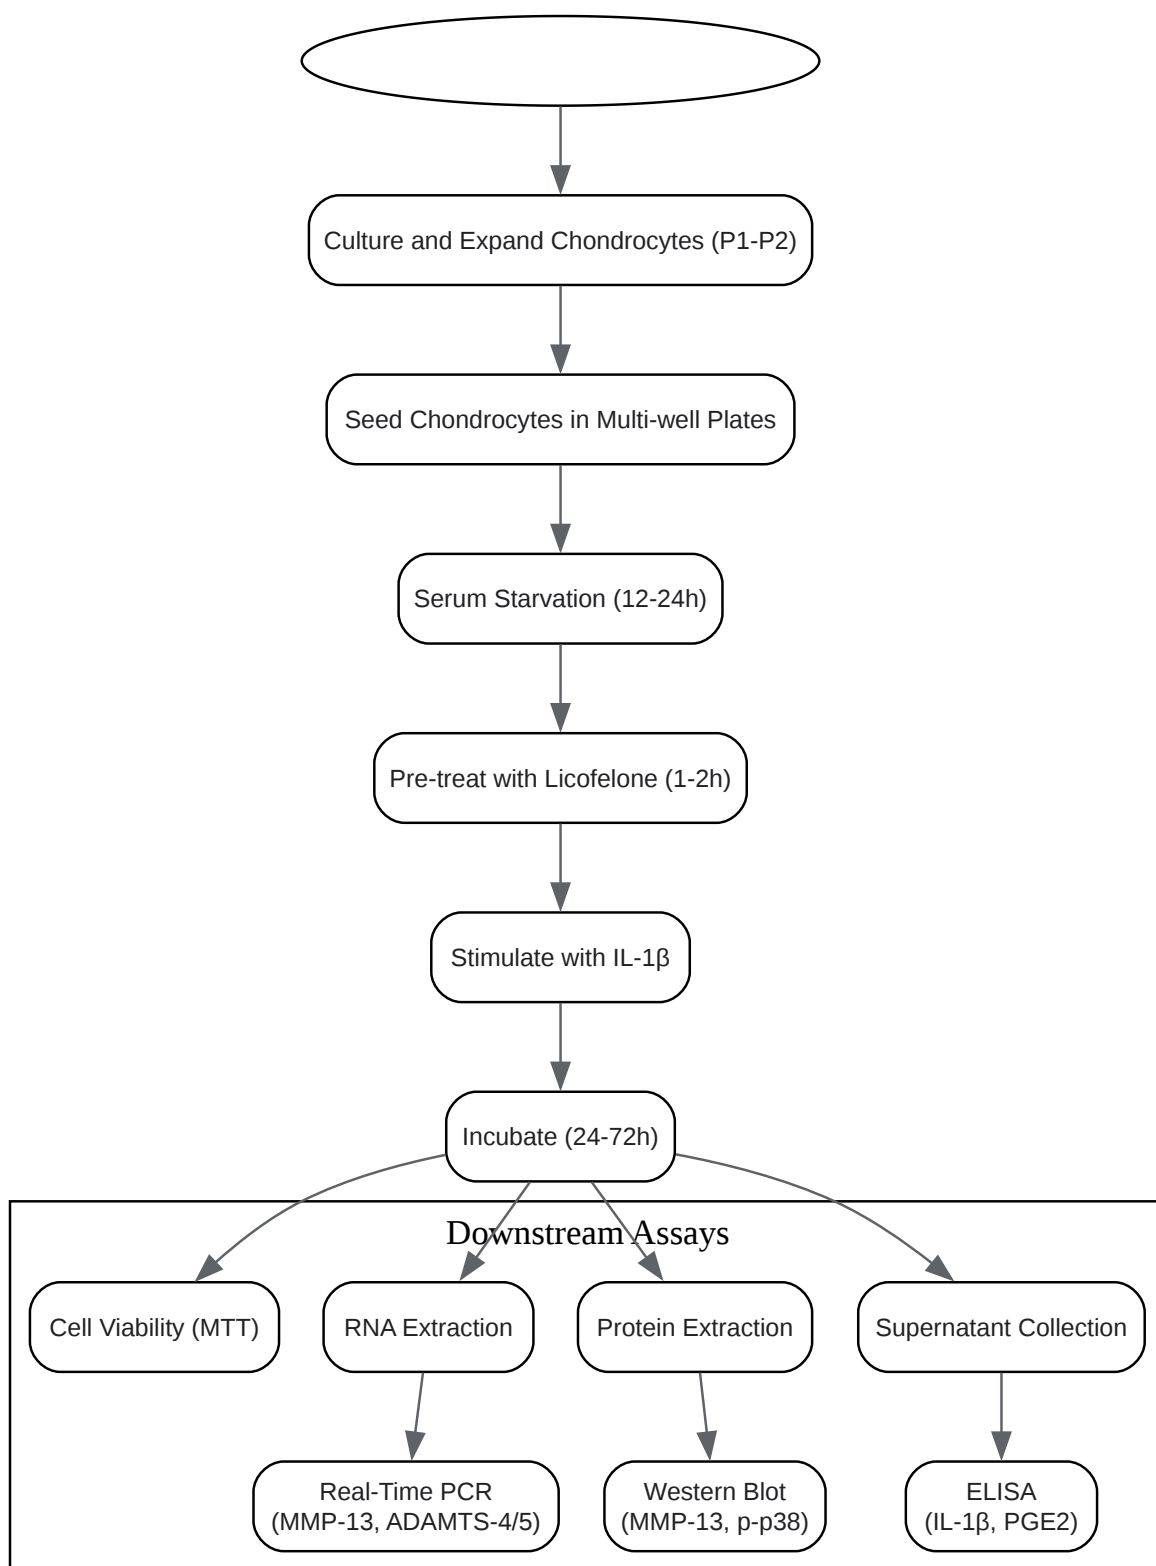 Culture and Expand Chondrocytes (P1-P2)
Seed Chondrocytes in Multi-well Plates
Serum Starvation (12-24h)
Pre-treat with Licofelone (1-2h)
Stimulate with IL-1β
Incubate (24-72h)
Downstream Assays
Cell Viability (MTT)
RNA Extraction
Protein Extraction
Supernatant Collection
Real-Time PCR
(MMP-13, ADAMTS-4/5)
Western Blot
(MMP-13, p-p38)
ELISA
(IL-1β, PGE2)